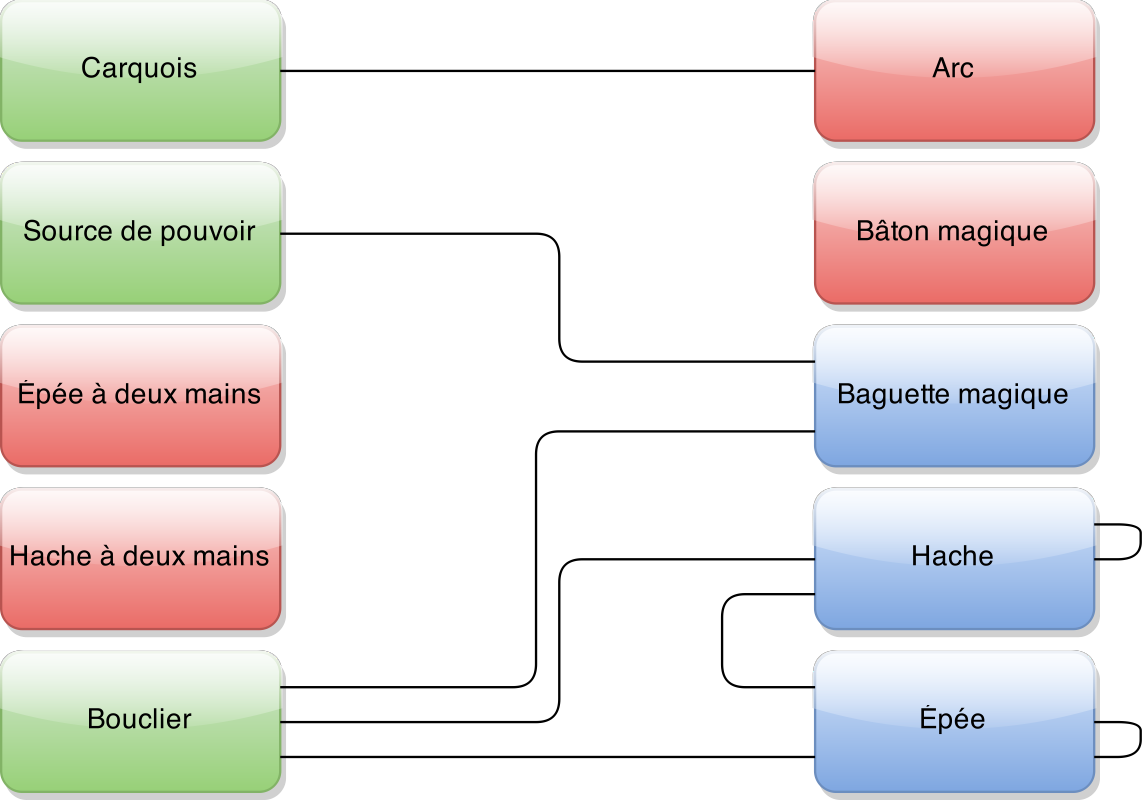 Carquois
Arc
Source de pouvoir
Bâton magique
Épée à deux mains
Baguette magique
Hache à deux mains
Hache
Bouclier
Épée